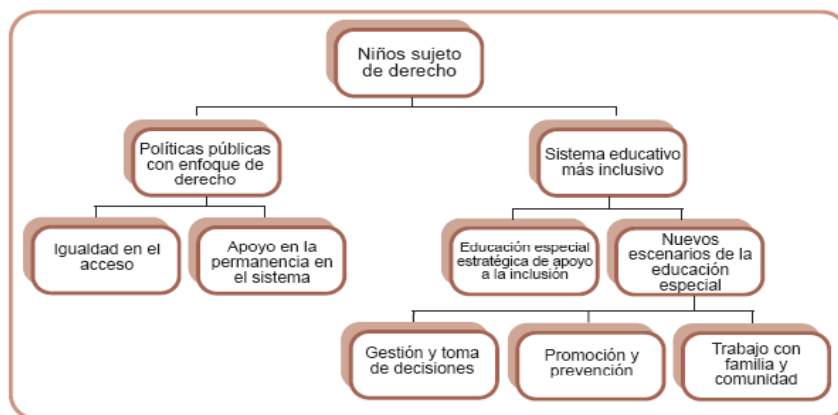 Niños sujeto
de derecho
Políticas públicas
con enfoque de
derecho
Sistema educativo
más inclusivo
Igualdad en el
acceso
Apoyo en la
permanencia en
el sistema
Educación especial
estratégica de apoyo
a la inclusión
Nuevos
escenarios de la
educación
especial
Gestión y toma
de decisiones
Promoción y
prevención
Trabajo con
familia y
comunidad